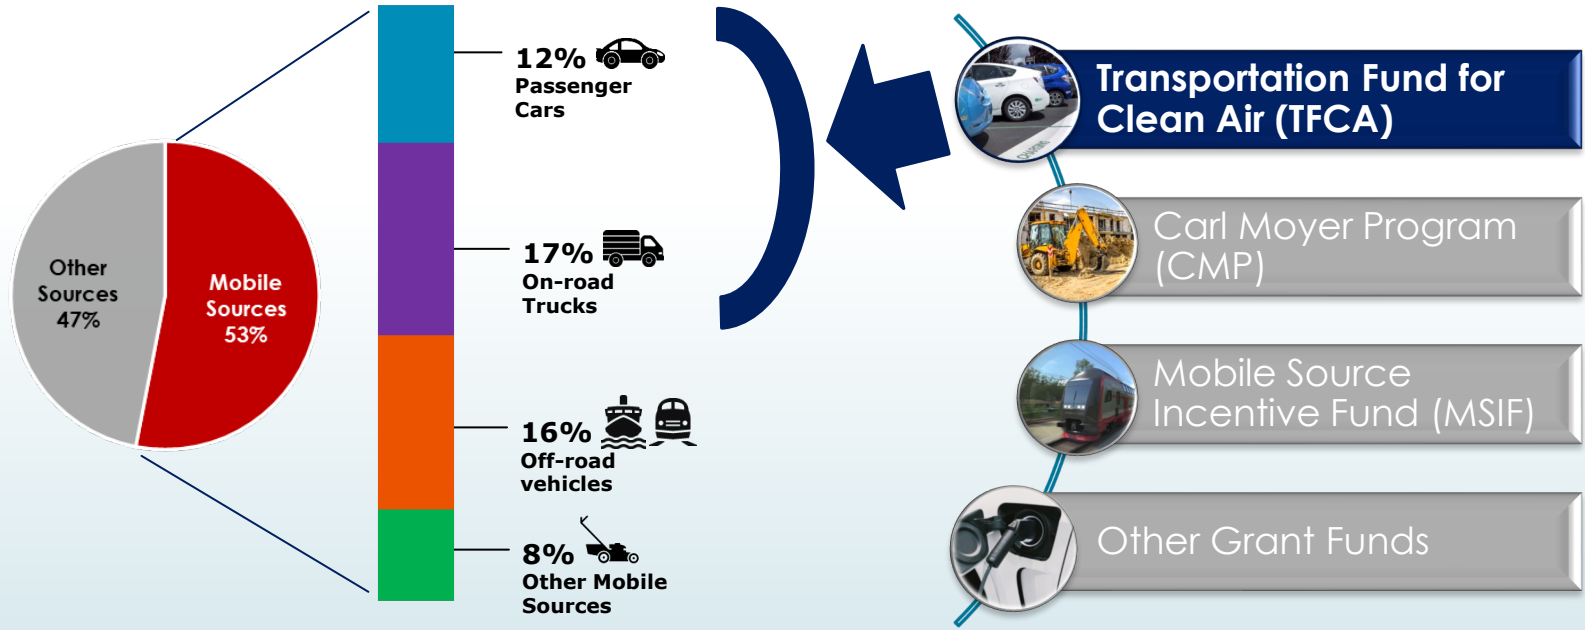 Other
Sources
47%
Mobile
Sources
53%
12%
Passenger
Cars
17%
On-road
Trucks
16%
Off-road
vehicles
8%
Other Mobile
Sources
CHARGING
Transportation Fund for
Clean Air (TFCA)
Carl Moyer Program
(CMP)
Mobile Source
Incentive Fund (MSIF)
Other Grant Funds